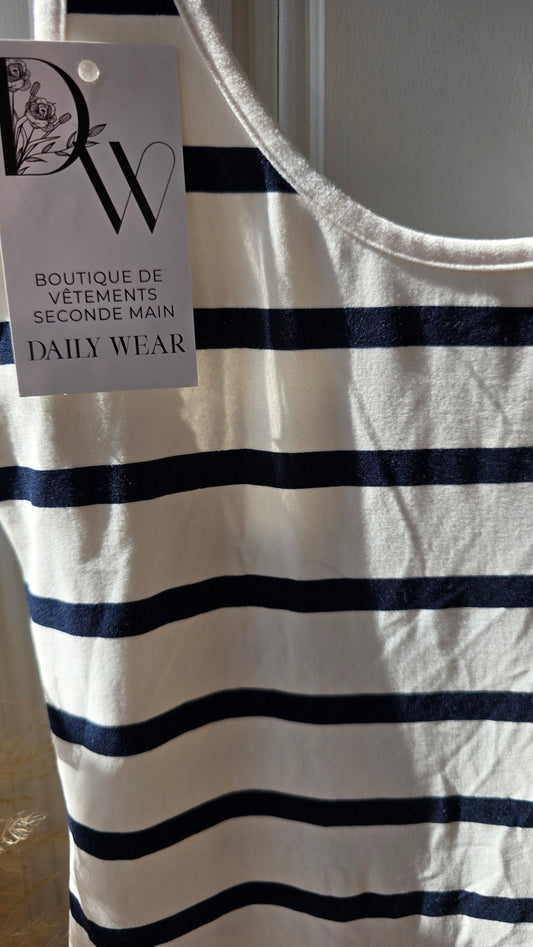 DW
BOUTIQUE DE
VÊTEMENTS
SECONDE MAIN
DAILY WEAR